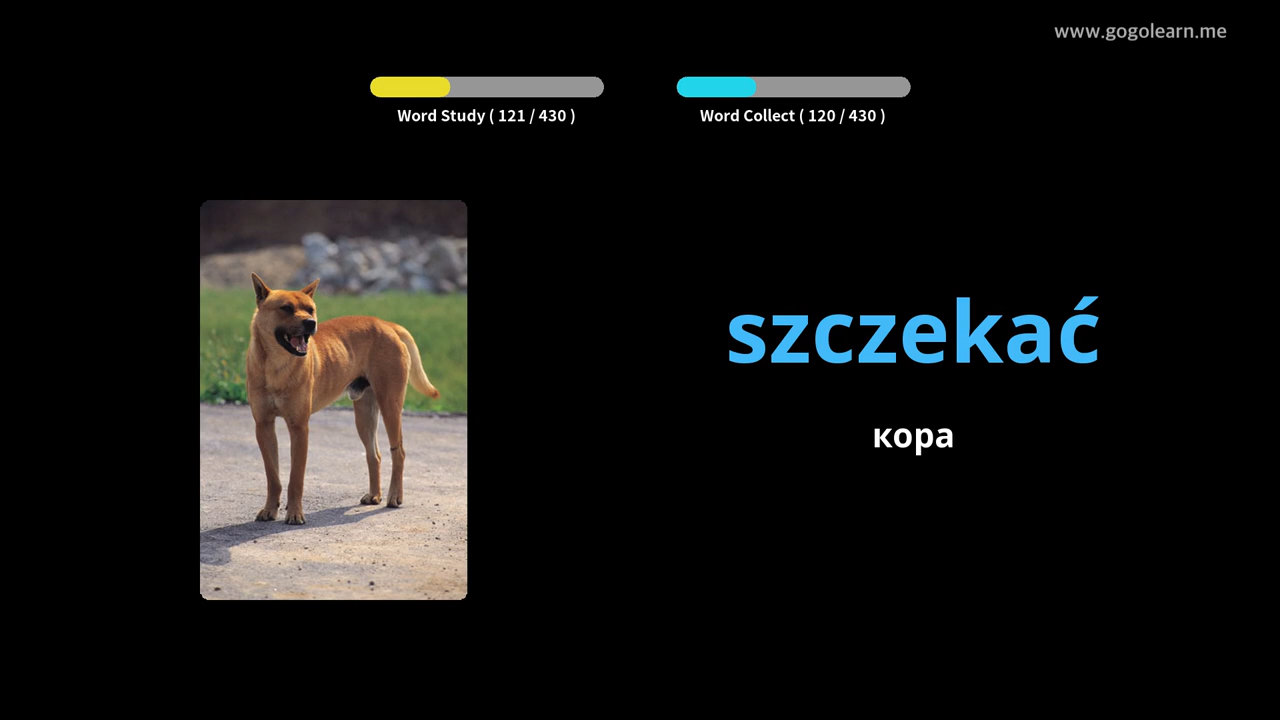 www.gogolearn.me
Word Study ( 121 / 430 )
Word Collect ( 120 / 430 )
szczekać
кора